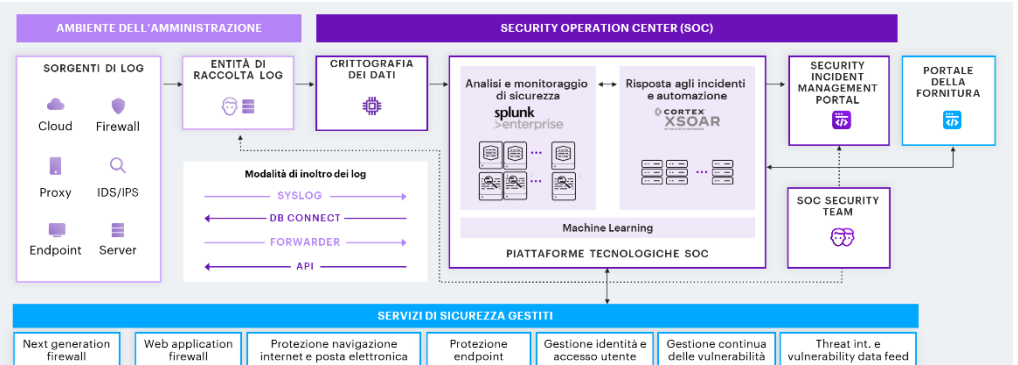 AMBIENTE DELL'AMMINISTRAZIONE
SECURITY OPERATION CENTER (SOC)
SORGENTI DI LOG
Cloud
Firewall
Proxy
IDS/IPS
Endpoint
Server
ENTITÀ DI
RACCOLTA LOG
CRITTOGRAFIA
DEI DATI
Modalità di inoltro dei log
SYSLOG
DB CONNECT
FORWARDER
API
Analisi e monitoraggio
di sicurezza
splunk
>enterprise
Risposta agli incidenti
e automazione
CORTEX
XSOAR
Machine Learning
PIATTAFORME TECNOLOGICHE SOC
SECURITY
INCIDENT
MANAGEMENT
PORTAL
PORTALE
DELLA
FORNITURA
SOC SECURITY
TEAM
SERVIZI DI SICUREZZA GESTITI
Next generation
firewall
Web application
firewall
Protezione navigazione
internet e posta elettronica
Protezione
endpoint
Gestione identità e
accesso utente
Gestione continua
delle vulnerabilità
Threat int. e
vulnerability data feed